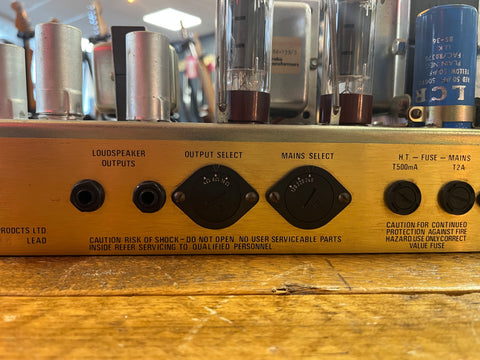 LOUDSPEAKER
OUTPUTS
OUTPUT SELECT
MAINS SELECT
H.T. - FUSE - MAINS
T500mA
T2A
PRODCTS LTD
LEAD
CAUTION RISK OF SHOCK - DO NOT OPEN. NO USER SERVICEABLE PARTS
INSIDE REFER SERVICING TO QUALIFIED PERSONNEL
CAUTION FOR CONTINUED
PROTECTION AGAINST FIRE
HAZARD USE ONLY CORRECT
VALUE FUSE
LCR